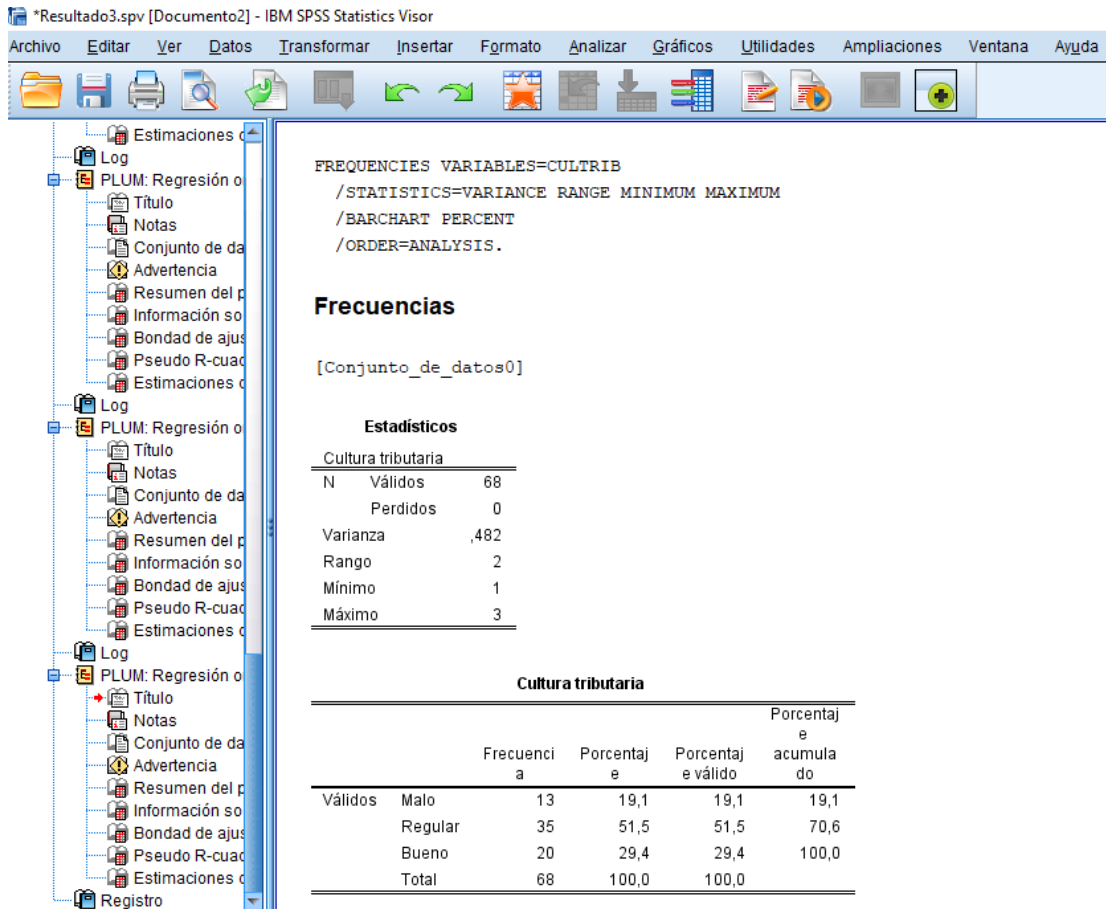 *Resultado3.spv [Documento2] - IBM SPSS Statistics Visor
Archivo Editar Ver Datos Transformar Insertar Formato Analizar Gráficos Utilidades Ampliaciones Ventana Ayuda
Estimaciones
Log
PLUM: Regresión o
Título
Notas
Conjunto de da
Advertencia
Resumen del p
Información so
Bondad de ajus
Pseudo R-cuad
Estimaciones
Log
PLUM: Regresión o
Título
Notas
Conjunto de da
Advertencia
Resumen del p
Información so
Bondad de ajus
Pseudo R-cuad
Estimaciones
Log
PLUM: Regresión o
Título
Notas
Conjunto de da
Advertencia
Resumen del p
Información so
Bondad de ajus
Pseudo R-cuad
Estimaciones
Registro
FREQUENCIES VARIABLES=CULTRIB
/STATISTICS=VARIANCE RANGE MINIMUM MAXIMUM
/BARCHART PERCENT
/ORDER=ANALYSIS.
Frecuencias
[Conjunto_de_datos0]
Estadísticos
Cultura tributaria
N Válidos 68
Perdidos 0
Varianza ,482
Rango 2
Mínimo 1
Máximo 3
Cultura tributaria
Porcentaj
e
Frecuenci Porcentaj Porcentaj acumula
a e e válido do
Válidos Malo 13 19,1 19,1 19,1
Regular 35 51,5 51,5 70,6
Bueno 20 29,4 29,4 100,0
Total 68 100,0 100,0